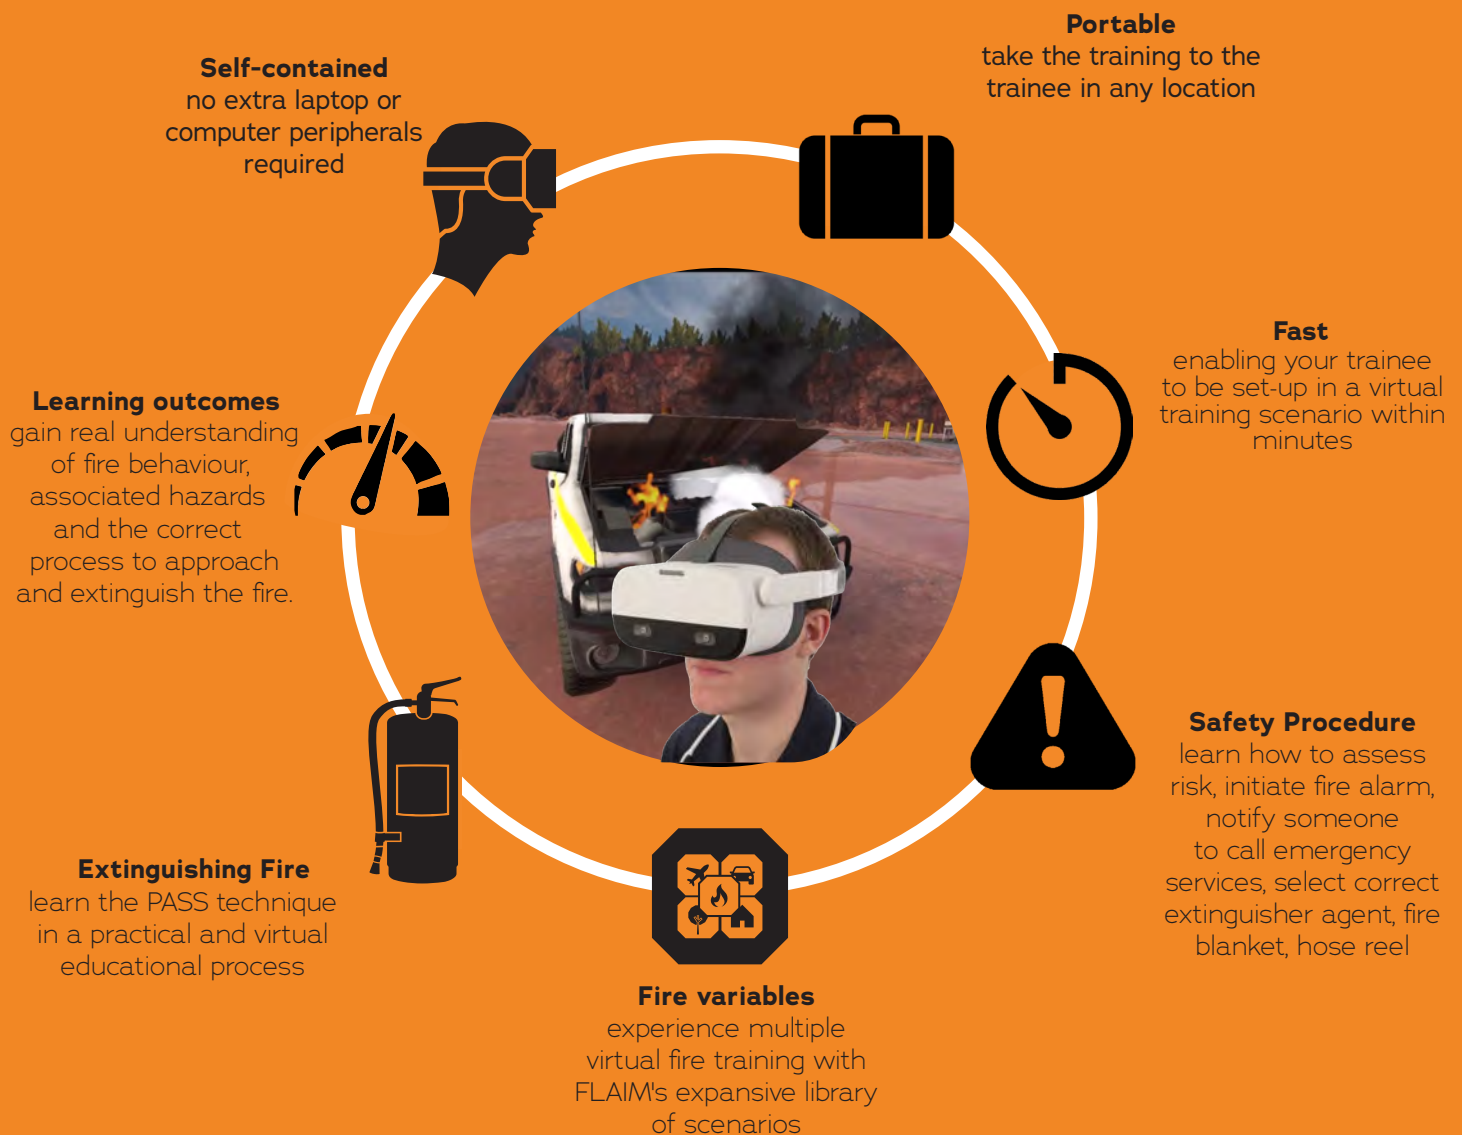 Portable
take the training to the
trainee in any location
Self-contained
no extra laptop or
computer peripherals
required
Fast
enabling your trainee
to be set-up in a virtual
training scenario within
minutes
Learning outcomes
gain real understanding
of fire behaviour,
associated hazards
and the correct
process to approach
and extinguish the fire.
Safety Procedure
learn how to assess
risk, initiate fire alarm,
notify someone
to call emergency
services, select correct
extinguisher agent, fire
blanket, hose reel
Extinguishing Fire
learn the PASS technique
in a practical and virtual
educational process
Fire variables
experience multiple
virtual fire training with
FLAIM's expansive library
of scenarios